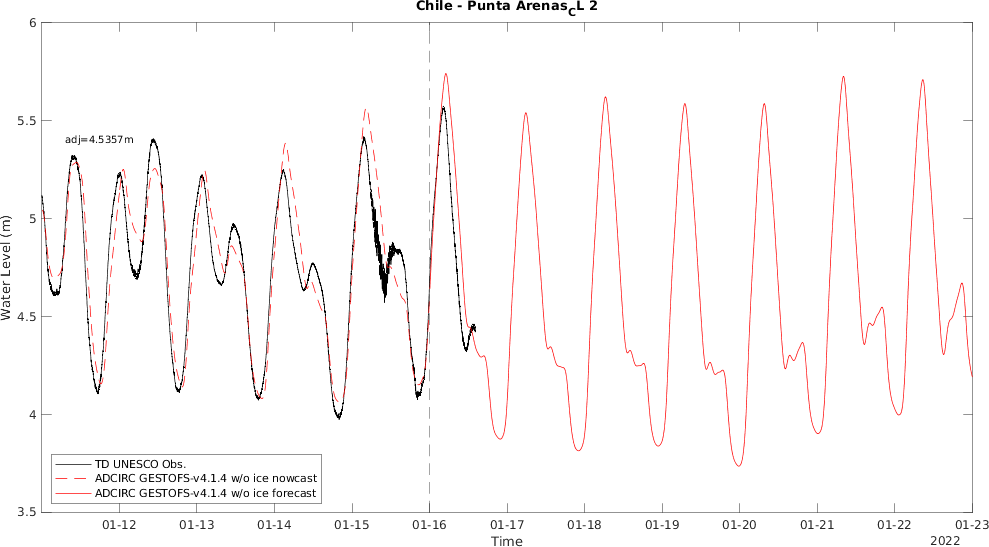 Chile - Punta Arenas_CL 2
6
5.5
5
4.5
4
3.5
Water Level (m)
adj=4.5357m
TD UNESCO Obs.
ADCIRC GESTOFS-v4.1.4 w/o ice nowcast
ADCIRC GESTOFS-v4.1.4 w/o ice forecast
01-12 01-13 01-14 01-15 01-16 01-17 01-18 01-19 01-20 01-21 01-22 01-23
Time
2022